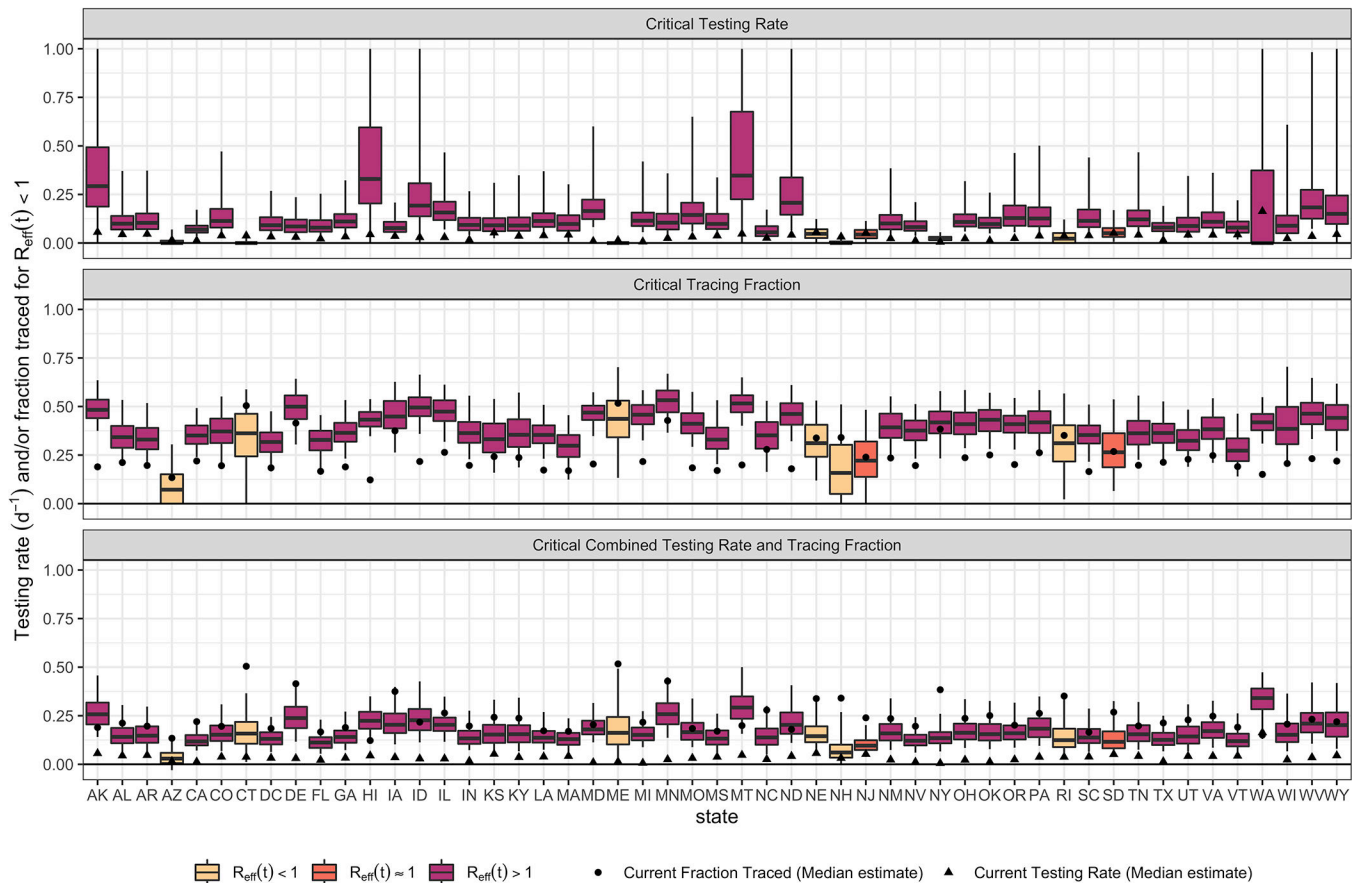 Critical Testing Rate
1.00
0.75
0.50
0.25
0.00
Critical Tracing Fraction
1.00
0.75
0.50
0.25
0.00
Critical Combined Testing Rate and Tracing Fraction
1.00
0.75
0.50
0.25
0.00
Testing rate (d⁻¹) and/or fraction traced for R_eff(t) < 1
AK AL AR AZ CA CO CT DC DE FL GA HI IA ID IL IN KS KY LA MA MD ME MI MN MO MS MT NC ND NE NH NJ NM NV NY OH OK OR PA RI SC SD TN TX UT VA VT WA WI WV WY
state
R_eff(t) < 1 R_eff(t) ≈ 1 R_eff(t) > 1 Current Fraction Traced (Median estimate) Current Testing Rate (Median estimate)